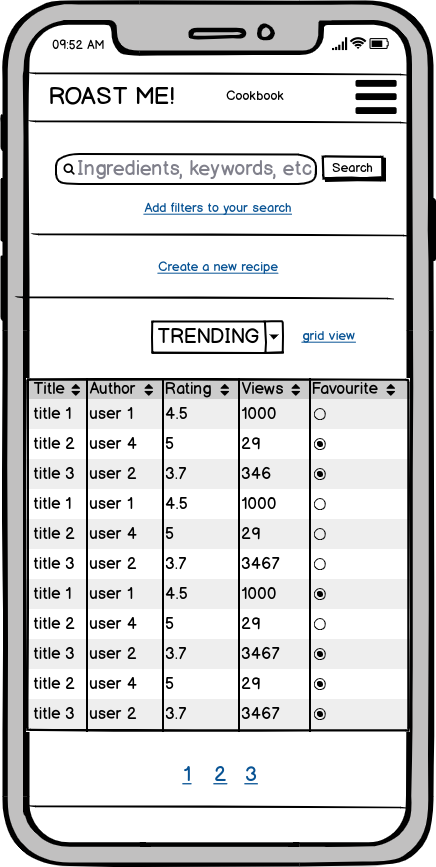 09:52 AM
ROAST ME! Cookbook
Ingredients, keywords, etc Search
Add filters to your search
Create a new recipe
TRENDING grid view
Title Author Rating Views Favourite
title 1 user 1 4.5 1000
title 2 user 4 5 29
title 3 user 2 3.7 346
title 1 user 1 4.5 1000
title 2 user 4 5 29
title 3 user 2 3.7 3467
title 1 user 1 4.5 1000
title 2 user 4 5 29
title 3 user 2 3.7 3467
title 2 user 4 5 29
title 3 user 2 3.7 3467
1 2 3